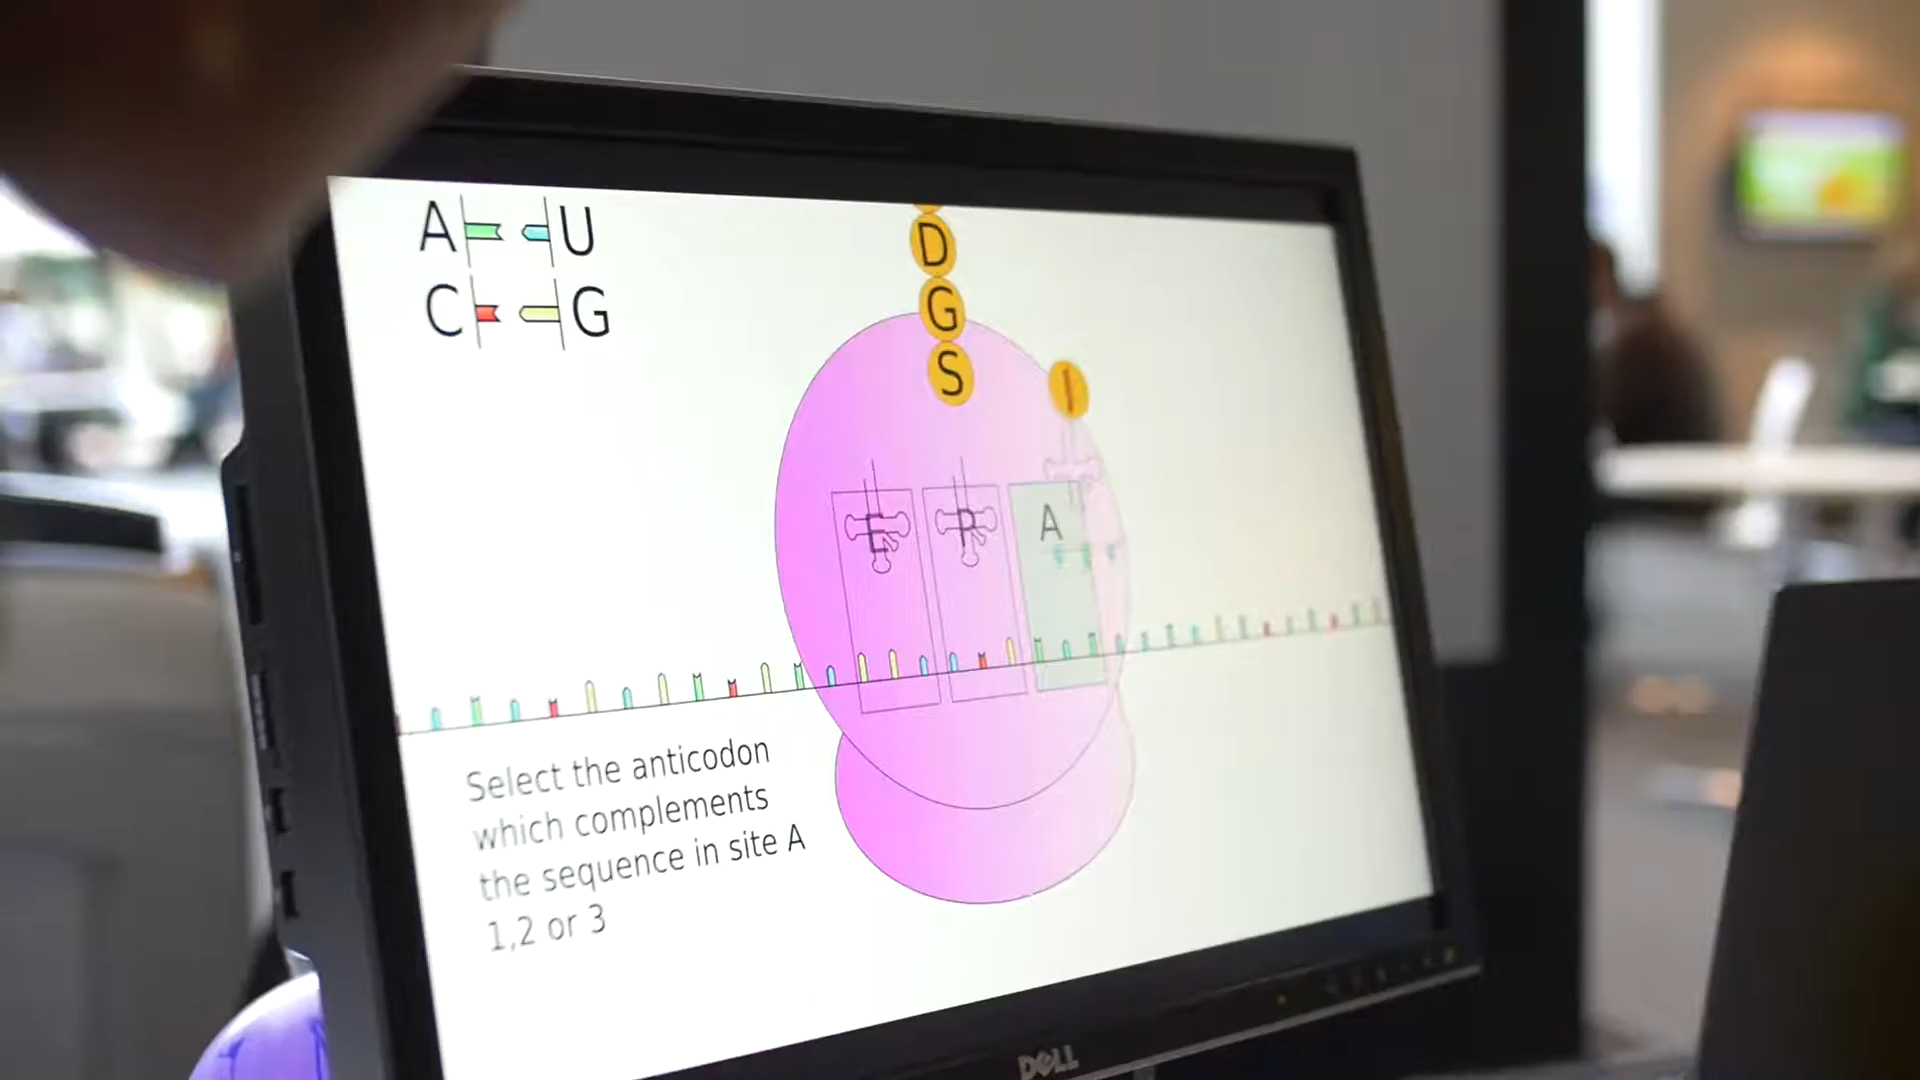 A U
C G
D
G
S
I
E P A
Select the anticodon
which complements
the sequence in site A
1,2 or 3
DELL